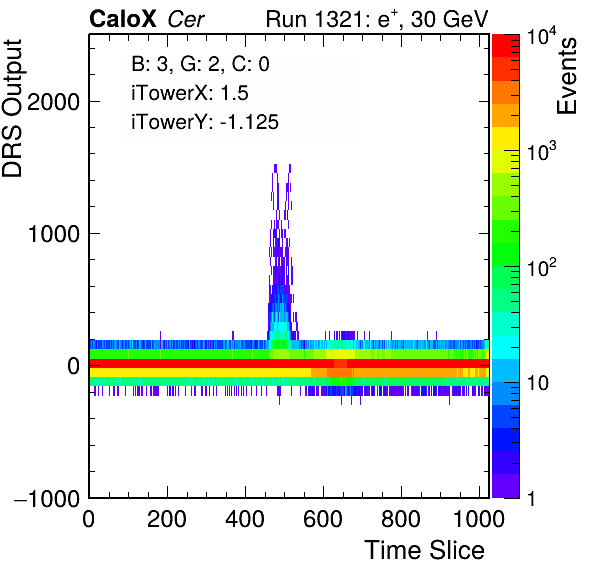 CaloX Cer Run 1321: e⁺, 30 GeV
B: 3, G: 2, C: 0
iTowerX: 1.5
iTowerY: -1.125
DRS Output
2000
1000
0
−1000
0 200 400 600 800 1000
Time Slice
Events
10⁴
10³
10²
10
1